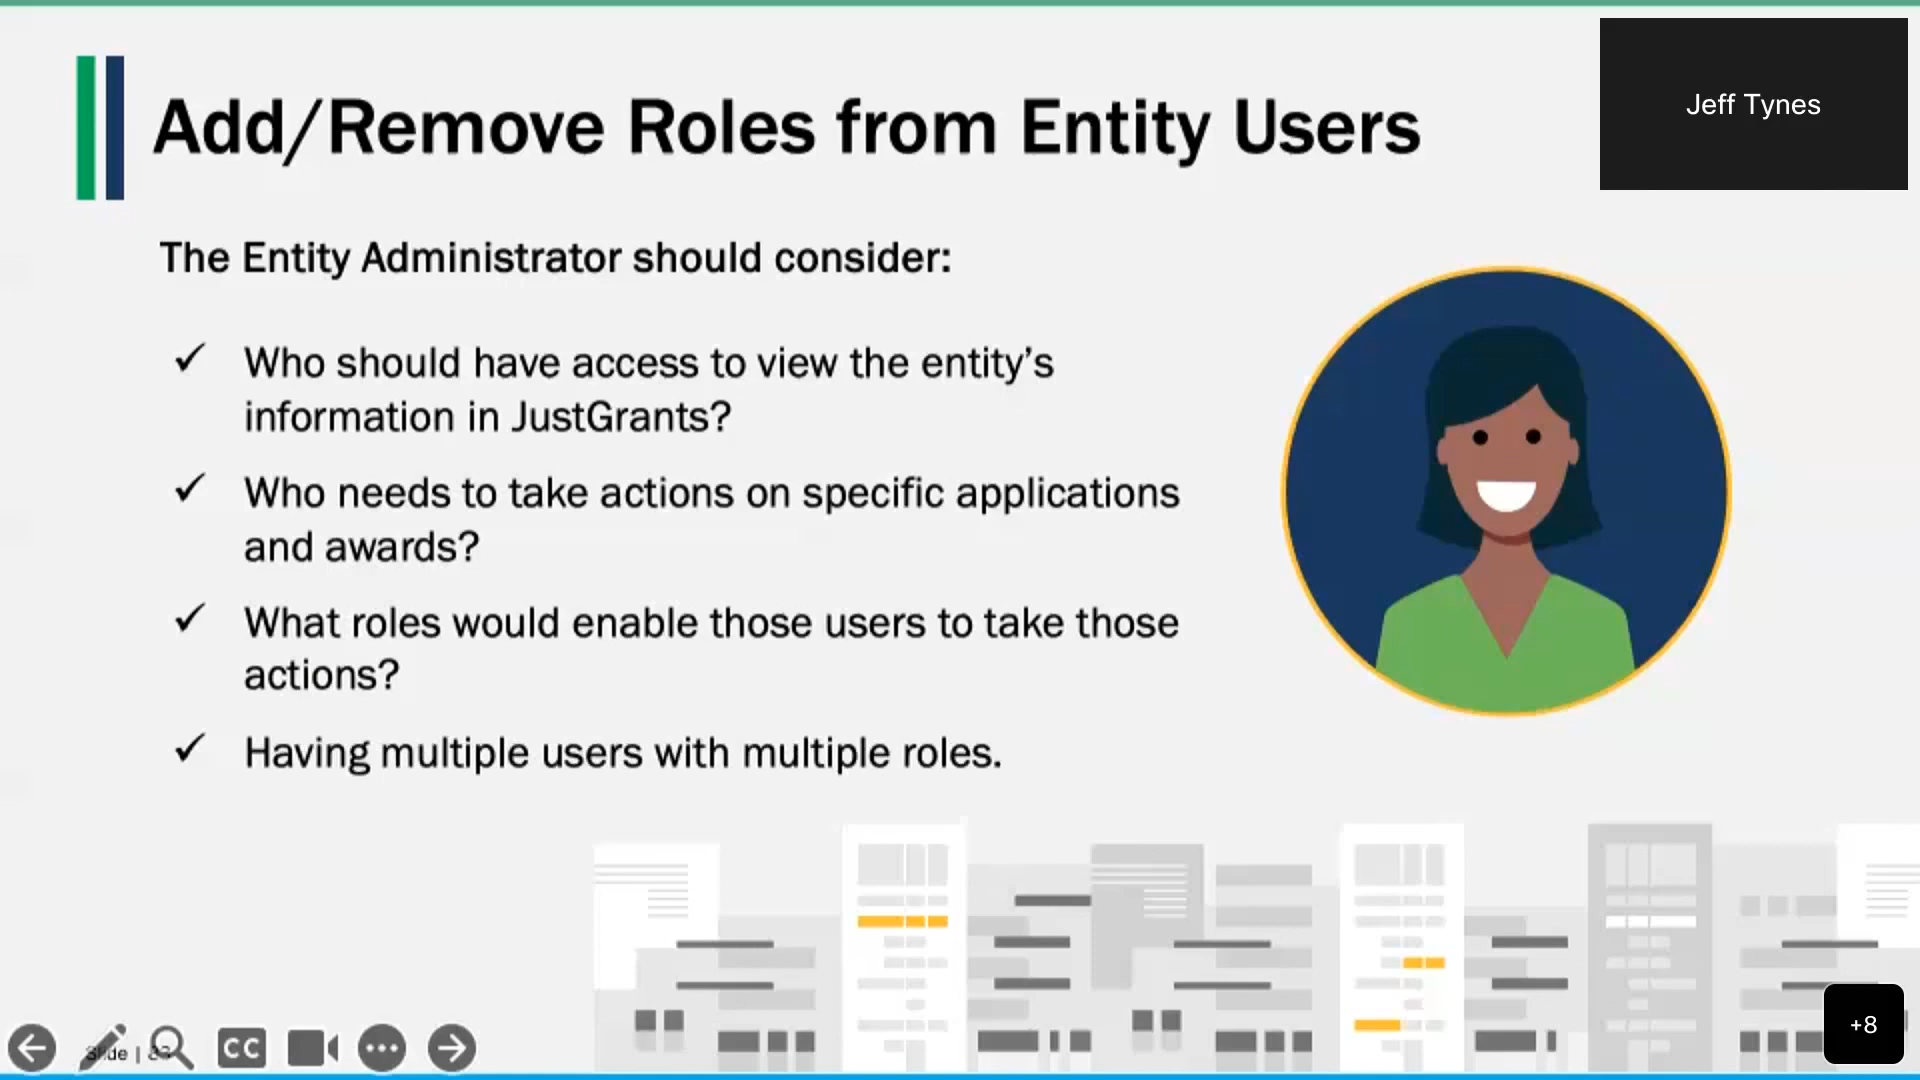 Add/Remove Roles from Entity Users
Jeff Tynes
The Entity Administrator should consider:
✓ Who should have access to view the entity’s
information in JustGrants?
✓ Who needs to take actions on specific applications
and awards?
✓ What roles would enable those users to take those
actions?
✓ Having multiple users with multiple roles.
Slide |
CC
+8